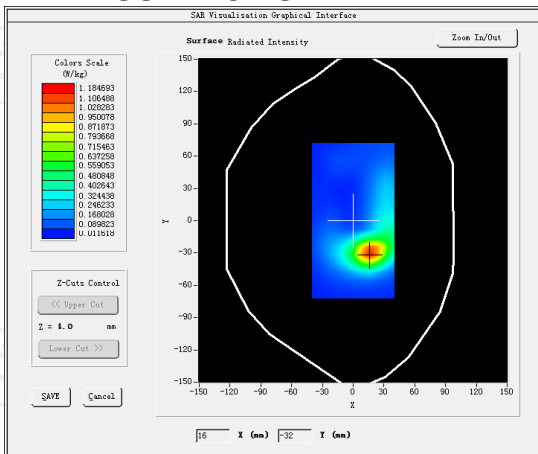 SAR Visualisation Graphical Interface
Surface Radiated Intensity
Zoom In/Out
Colors Scale
(W/kg)
1.184693
1.106488
1.028283
0.950078
0.871873
0.793668
0.715463
0.637258
0.559053
0.480848
0.402643
0.324438
0.246233
0.168028
0.089823
0.011618
Z-Cuts Control
<< Upper Cut
Z = 1.0 mm
Lower Cut >>
SAVE
Cancel
150
120
90
60
30
0
-30
-60
-90
-120
-150
Y
-150 -120 -90 -60 -30 0 30 60 90 120 150
X
16 X (mm) -32 Y (mm)